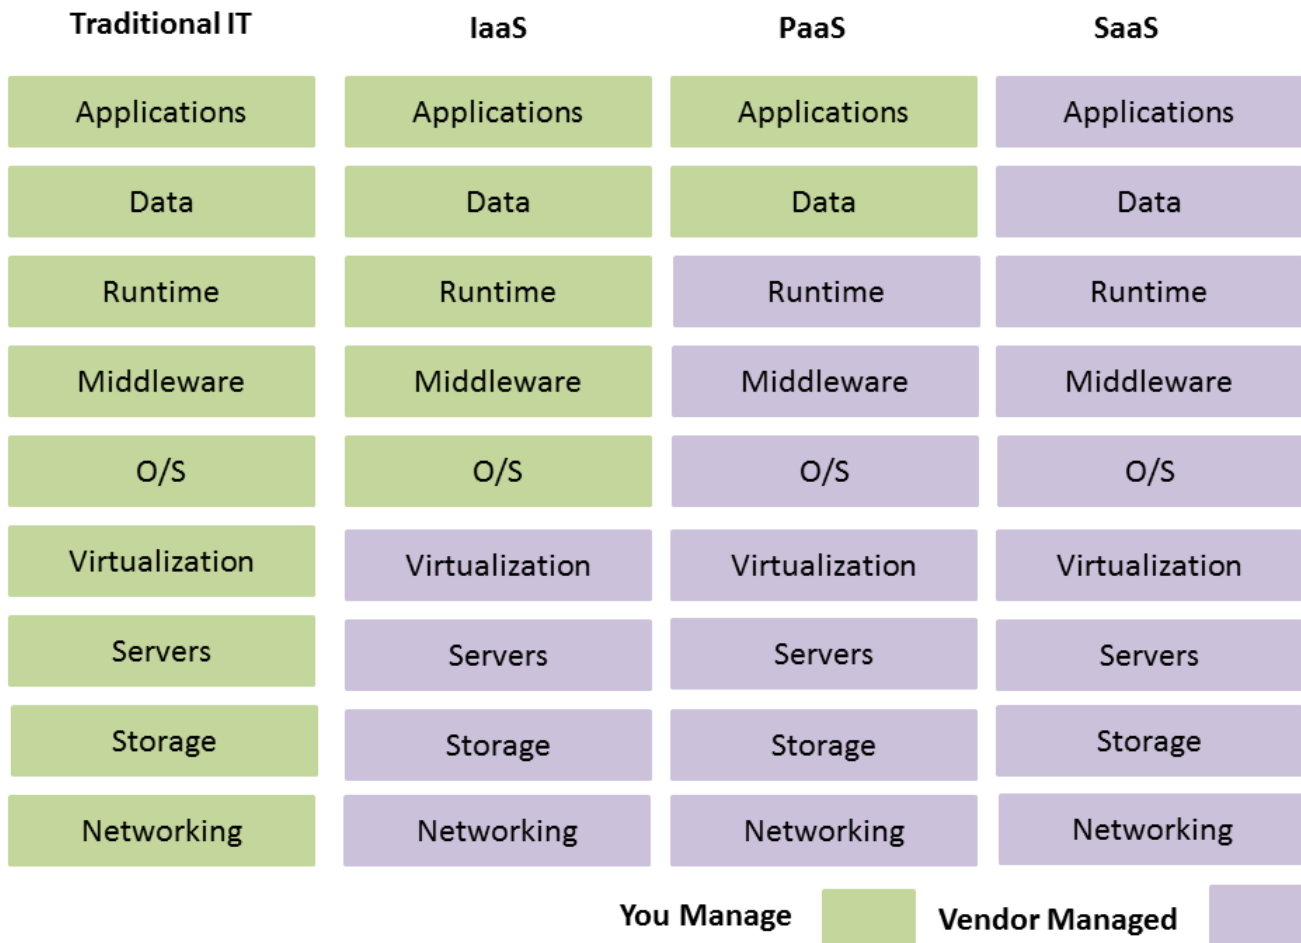 Traditional IT IaaS PaaS SaaS
Applications Applications Applications Applications
Data Data Data Data
Runtime Runtime Runtime Runtime
Middleware Middleware Middleware Middleware
O/S O/S O/S O/S
Virtualization Virtualization Virtualization Virtualization
Servers Servers Servers Servers
Storage Storage Storage Storage
Networking Networking Networking Networking
You Manage Vendor Managed